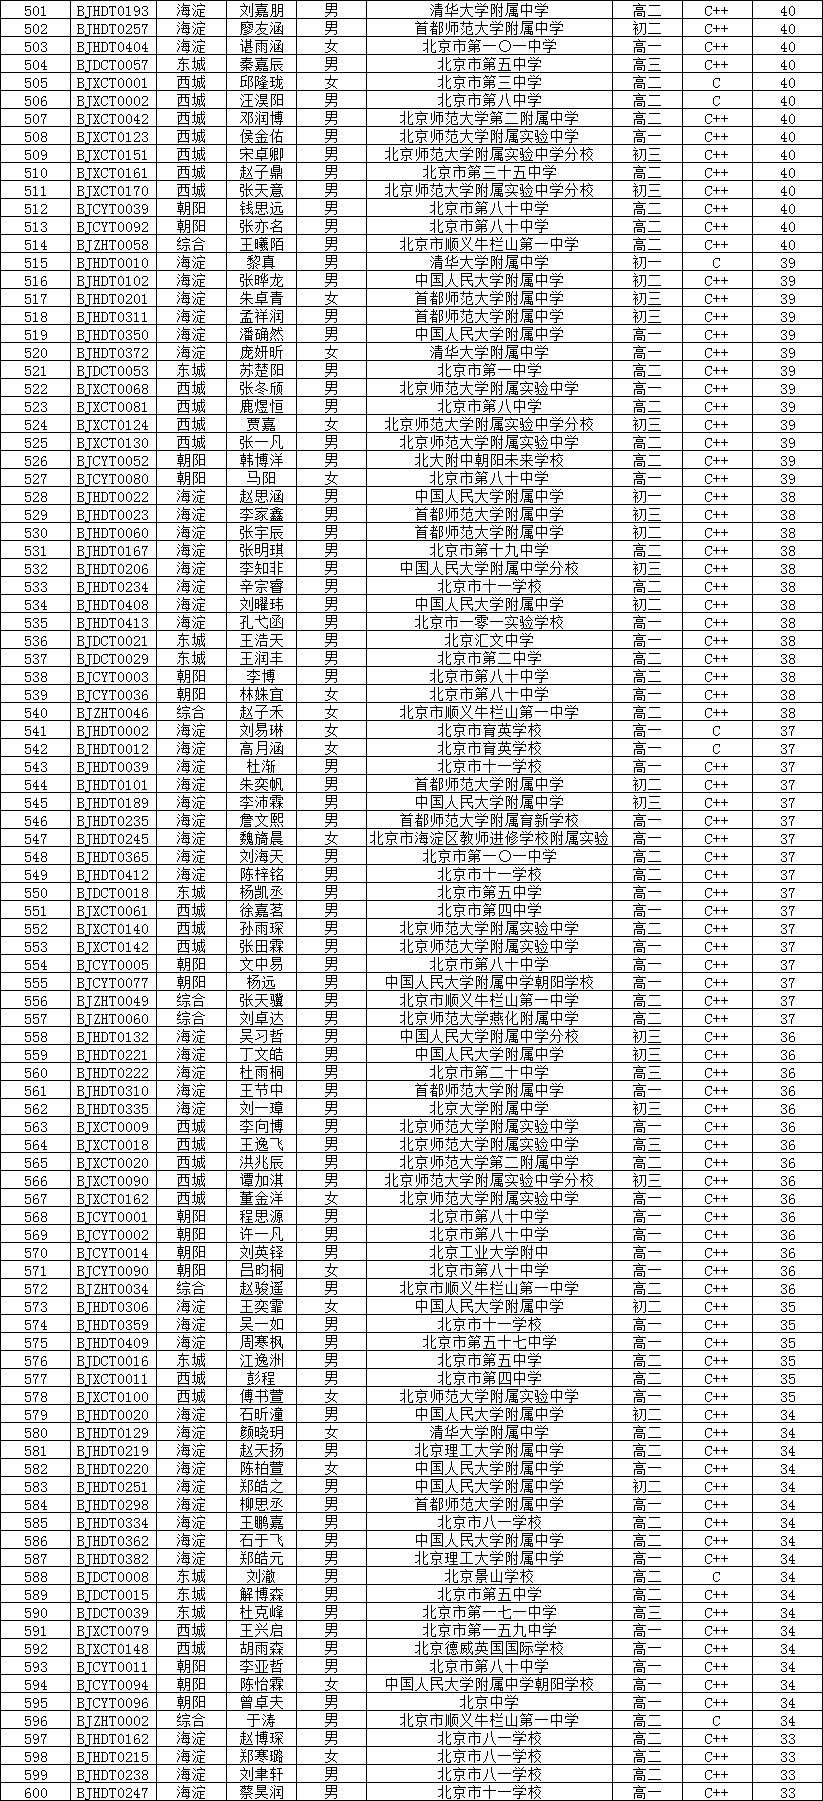 501 BJHDT0193 海淀 刘嘉朋 男 清华大学附属中学 高二 C++ 40
502 BJHDT0257 海淀 廖友涵 男 首都师范大学附属中学 初二 C++ 40
503 BJHDT0404 海淀 谌雨涵 女 北京市第一〇一中学 高一 C++ 40
504 BJDCT0057 东城 秦嘉辰 男 北京市第五中学 高三 C++ 40
505 BJXCT0001 西城 邱隆珑 女 北京市第三中学 高二 C 40
506 BJXCT0002 西城 汪淏阳 男 北京市第八中学 高二 C 40
507 BJXCT0042 西城 邓润博 男 北京师范大学第二附属中学 高二 C++ 40
508 BJXCT0123 西城 侯金佑 男 北京师范大学附属实验中学 高一 C++ 40
509 BJXCT0151 西城 宋卓卿 男 北京师范大学附属实验中学分校 初三 C++ 40
510 BJXCT0161 西城 赵子鼎 男 北京市第三十五中学 高二 C++ 40
511 BJXCT0170 西城 张天意 男 北京师范大学附属实验中学分校 初三 C++ 40
512 BJCYT0039 朝阳 钱思远 男 北京市第八十中学 高二 C++ 40
513 BJCYT0092 朝阳 张亦名 男 北京市第八十中学 高二 C++ 40
514 BJZHT0058 综合 王曦陌 男 北京市顺义牛栏山第一中学 高二 C++ 40
515 BJHDT0010 海淀 黎真 男 清华大学附属中学 初一 C 39
516 BJHDT0102 海淀 张晔龙 男 中国人民大学附属中学 初二 C++ 39
517 BJHDT0201 海淀 朱卓青 女 首都师范大学附属中学 初三 C++ 39
518 BJHDT0311 海淀 孟祥润 男 首都师范大学附属中学 初三 C++ 39
519 BJHDT0350 海淀 潘确然 男 中国人民大学附属中学 高一 C++ 39
520 BJHDT0372 海淀 庞妍昕 女 清华大学附属中学 高一 C++ 39
521 BJDCT0053 东城 苏楚阳 男 北京市第一中学 高二 C++ 39
522 BJXCT0068 西城 张冬颀 男 北京师范大学附属实验中学 高一 C++ 39
523 BJXCT0081 西城 鹿煜恒 男 北京市第八中学 高二 C++ 39
524 BJXCT0124 西城 贾嘉 女 北京师范大学附属实验中学分校 初三 C++ 39
525 BJXCT0130 西城 张一凡 男 北京师范大学附属实验中学 高二 C++ 39
526 BJCYT0052 朝阳 韩博洋 男 北大附中朝阳未来学校 高二 C++ 39
527 BJCYT0080 朝阳 马阳 女 北京市第八十中学 高一 C++ 39
528 BJHDT0022 海淀 赵思涵 男 中国人民大学附属中学 初一 C++ 38
529 BJHDT0023 海淀 李家鑫 男 首都师范大学附属中学 初三 C++ 38
530 BJHDT0060 海淀 张宇辰 男 首都师范大学附属中学 初二 C++ 38
531 BJHDT0167 海淀 张明琪 男 北京市第十九中学 高二 C++ 38
532 BJHDT0206 海淀 李知非 男 中国人民大学附属中学分校 初三 C++ 38
533 BJHDT0234 海淀 辛宗睿 男 北京市十一学校 高二 C++ 38
534 BJHDT0408 海淀 刘曜玮 男 中国人民大学附属中学 初二 C++ 38
535 BJHDT0413 海淀 孔弋函 男 北京市一零一实验学校 高一 C++ 38
536 BJDCT0021 东城 王浩天 男 北京汇文中学 高一 C++ 38
537 BJDCT0029 东城 王润丰 男 北京市第二中学 高二 C++ 38
538 BJCYT0003 朝阳 李博 男 北京市第八十中学 高二 C++ 38
539 BJCYT0036 朝阳 林姝宜 女 北京市第八十中学 高一 C++ 38
540 BJZHT0046 综合 赵子禾 女 北京市顺义牛栏山第一中学 高二 C++ 38
541 BJHDT0002 海淀 刘易琳 女 北京市育英学校 高一 C 37
542 BJHDT0012 海淀 高月涵 女 北京市育英学校 高一 C 37
543 BJHDT0039 海淀 杜渐 男 北京市十一学校 高一 C++ 37
544 BJHDT0101 海淀 朱奕帆 男 首都师范大学附属中学 初二 C++ 37
545 BJHDT0189 海淀 李沛霖 男 中国人民大学附属中学 初三 C++ 37
546 BJHDT0235 海淀 詹文熙 男 首都师范大学附属育新学校 高一 C++ 37
547 BJHDT0245 海淀 魏旖晨 女 北京市海淀区教师进修学校附属实验 高一 C++ 37
548 BJHDT0365 海淀 刘海天 男 北京市第一〇一中学 高二 C++ 37
549 BJHDT0412 海淀 陈梓铭 男 北京市十一学校 高二 C++ 37
550 BJDCT0018 东城 杨凯丞 男 北京市第五中学 高一 C++ 37
551 BJXCT0061 西城 徐嘉茗 男 北京市第四中学 高一 C++ 37
552 BJXCT0140 西城 孙雨琛 男 北京师范大学附属实验中学 高二 C++ 37
553 BJXCT0142 西城 张田霖 男 北京师范大学附属实验中学 高一 C++ 37
554 BJCYT0005 朝阳 文中易 男 北京市第八十中学 高一 C++ 37
555 BJCYT0077 朝阳 杨远 男 中国人民大学附属中学朝阳学校 高一 C++ 37
556 BJZHT0049 综合 张天骥 男 北京市顺义牛栏山第一中学 高二 C++ 37
557 BJZHT0060 综合 刘卓达 男 北京师范大学燕化附属中学 高二 C++ 37
558 BJHDT0132 海淀 吴习哲 男 中国人民大学附属中学分校 初三 C++ 36
559 BJHDT0221 海淀 丁文皓 男 中国人民大学附属中学 初三 C++ 36
560 BJHDT0222 海淀 杜雨桐 男 北京市第二十中学 高三 C++ 36
561 BJHDT0310 海淀 王节中 男 首都师范大学附属中学 高一 C++ 36
562 BJHDT0335 海淀 刘一璋 男 北京大学附属中学 初三 C++ 36
563 BJXCT0009 西城 李向博 男 北京师范大学附属实验中学 高一 C++ 36
564 BJXCT0018 西城 王逸飞 男 北京师范大学附属实验中学 高三 C++ 36
565 BJXCT0020 西城 洪兆辰 男 北京师范大学第二附属中学 高二 C++ 36
566 BJXCT0090 西城 谭加淇 男 北京师范大学附属实验中学分校 初三 C++ 36
567 BJXCT0162 西城 董金洋 女 北京师范大学附属实验中学 高一 C++ 36
568 BJCYT0001 朝阳 程思源 男 北京市第八十中学 高一 C++ 36
569 BJCYT0002 朝阳 许一凡 男 北京市第八十中学 高一 C++ 36
570 BJCYT0014 朝阳 刘英铎 男 北京工业大学附中 高一 C++ 36
571 BJCYT0090 朝阳 吕昀桐 女 北京市第八十中学 高一 C++ 36
572 BJZHT0034 综合 赵骏遥 男 北京市顺义牛栏山第一中学 高二 C++ 36
573 BJHDT0306 海淀 王奕霏 女 中国人民大学附属中学 初二 C++ 35
574 BJHDT0359 海淀 吴一如 男 北京市十一学校 高一 C++ 35
575 BJHDT0409 海淀 周寒枫 男 北京市第五十七中学 高一 C++ 35
576 BJDCT0016 东城 江逸洲 男 北京市第五中学 高二 C++ 35
577 BJXCT0011 西城 彭程 男 北京市第四中学 高二 C++ 35
578 BJXCT0100 西城 傅书萱 女 北京师范大学附属实验中学 高一 C++ 35
579 BJHDT0020 海淀 石昕潼 男 中国人民大学附属中学 初二 C++ 34
580 BJHDT0129 海淀 颜晓玥 女 清华大学附属中学 高二 C++ 34
581 BJHDT0219 海淀 赵天扬 男 北京理工大学附属中学 高二 C++ 34
582 BJHDT0220 海淀 陈柏萱 女 中国人民大学附属中学 高一 C++ 34
583 BJHDT0251 海淀 郑皓之 男 中国人民大学附属中学 初二 C++ 34
584 BJHDT0298 海淀 柳思丞 男 首都师范大学附属中学 高一 C++ 34
585 BJHDT0334 海淀 王鹏嘉 男 北京市八一学校 高二 C++ 34
586 BJHDT0362 海淀 石于飞 男 中国人民大学附属中学 高二 C++ 34
587 BJHDT0382 海淀 郑皓元 男 北京理工大学附属中学 高一 C++ 34
588 BJDCT0008 东城 刘澈 男 北京景山学校 高二 C 34
589 BJDCT0015 东城 解博森 男 北京市第五中学 高二 C++ 34
590 BJDCT0039 东城 杜克峰 男 北京市第一七一中学 高三 C++ 34
591 BJXCT0079 西城 王兴启 男 北京市第一五九中学 高一 C++ 34
592 BJXCT0148 西城 胡雨森 男 北京德威英国国际学校 高一 C++ 34
593 BJCYT0011 朝阳 李亚哲 男 北京市第八十中学 高一 C++ 34
594 BJCYT0094 朝阳 陈怡霖 女 中国人民大学附属中学朝阳学校 高一 C++ 34
595 BJCYT0096 朝阳 曾卓夫 男 北京中学 高一 C++ 34
596 BJZHT0002 综合 于涛 男 北京市顺义牛栏山第一中学 高二 C 34
597 BJHDT0162 海淀 赵博琛 男 北京市八一学校 高二 C++ 33
598 BJHDT0215 海淀 郑寒璐 女 北京市八一学校 高二 C++ 33
599 BJHDT0238 海淀 刘聿轩 男 北京市八一学校 高二 C++ 33
600 BJHDT0247 海淀 蔡昊润 男 北京市十一学校 高一 C++ 33